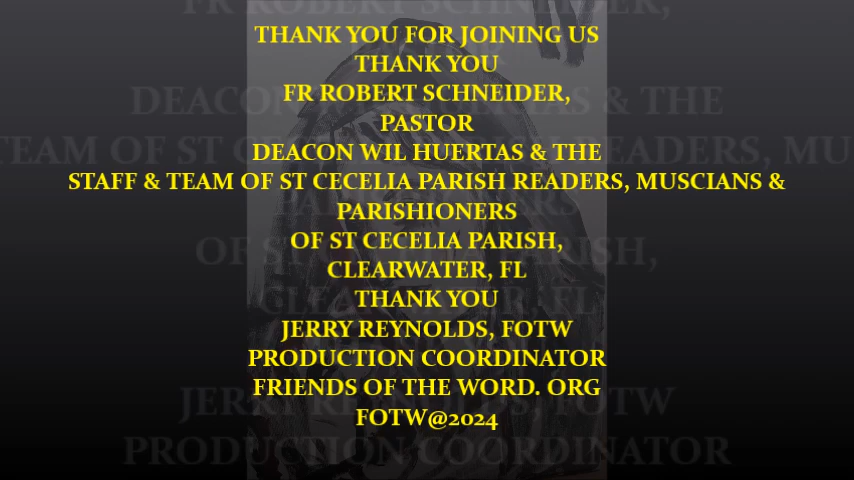 THANK YOU FOR JOINING US
THANK YOU
FR ROBERT SCHNEIDER,
PASTOR
DEACON WIL HUERTAS & THE
STAFF & TEAM OF ST CECELIA PARISH READERS, MUSCIANS &
PARISHIONERS
OF ST CECELIA PARISH,
CLEARWATER, FL
THANK YOU
JERRY REYNOLDS, FOTW
PRODUCTION COORDINATOR
FRIENDS OF THE WORD. ORG
FOTW@2024